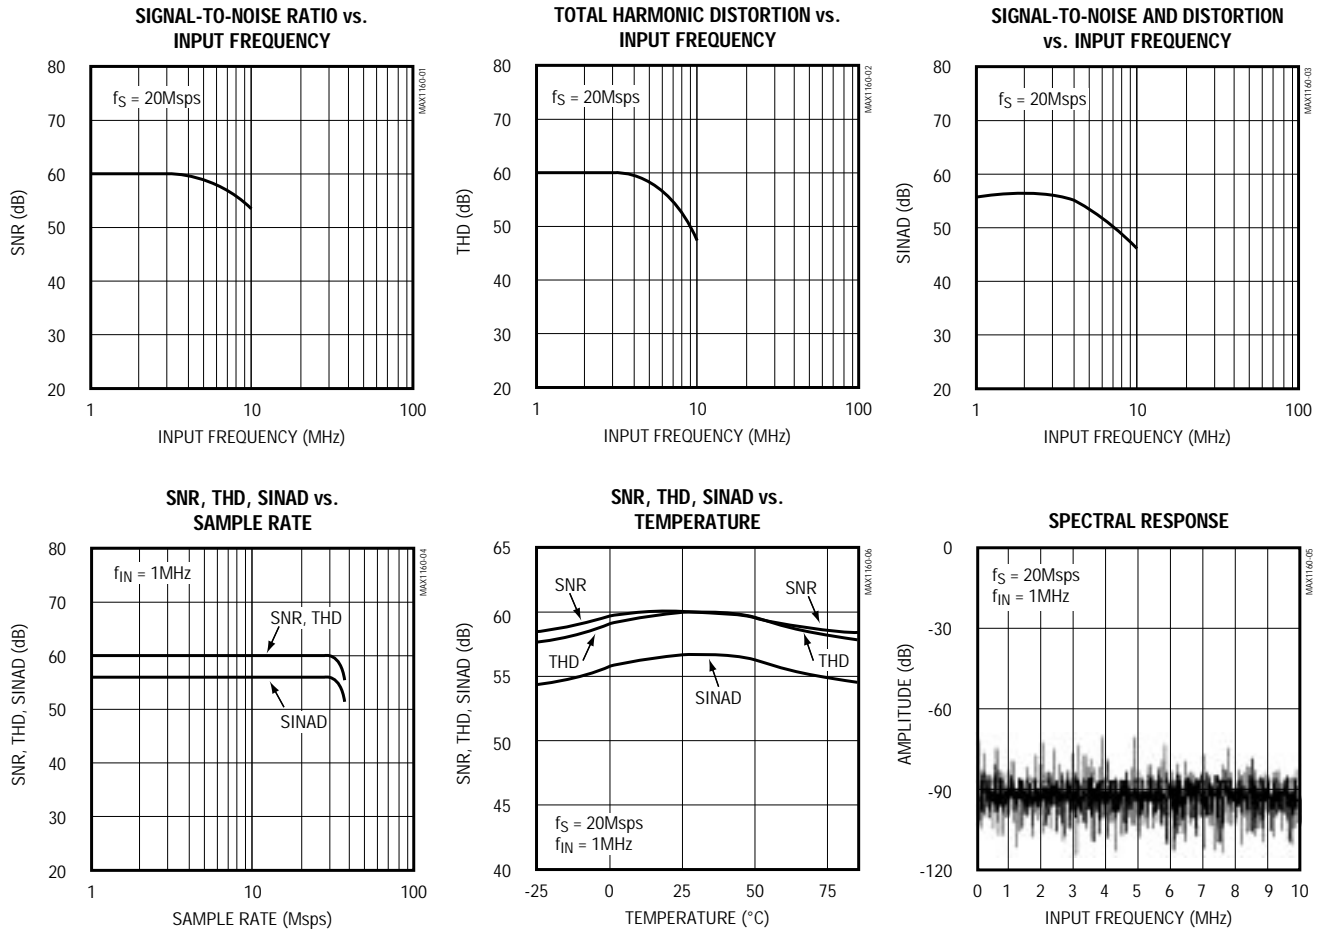 SIGNAL-TO-NOISE RATIO vs.
INPUT FREQUENCY
80
70
60
50
40
30
20
SNR (dB)
fS = 20Msps
MAX1160-01
1
10
100
INPUT FREQUENCY (MHz)
TOTAL HARMONIC DISTORTION vs.
INPUT FREQUENCY
80
70
60
50
40
30
20
THD (dB)
fS = 20Msps
MAX1160-02
1
10
100
INPUT FREQUENCY (MHz)
SIGNAL-TO-NOISE AND DISTORTION
vs. INPUT FREQUENCY
80
70
60
50
40
30
20
SINAD (dB)
fS = 20Msps
MAX1160-03
1
10
100
INPUT FREQUENCY (MHz)
SNR, THD, SINAD vs.
SAMPLE RATE
80
70
60
50
40
30
20
SNR, THD, SINAD (dB)
fIN = 1MHz
SNR, THD
SINAD
MAX1160-04
1
10
100
SAMPLE RATE (Msps)
SNR, THD, SINAD vs.
TEMPERATURE
65
60
55
50
45
40
SNR, THD, SINAD (dB)
SNR
SNR
THD
THD
SINAD
fS = 20Msps
fIN = 1MHz
MAX1160-06
-25
0
25
50
75
TEMPERATURE (°C)
SPECTRAL RESPONSE
0
-30
-60
-90
-120
AMPLITUDE (dB)
fS = 20Msps
fIN = 1MHz
MAX1160-05
0 1 2 3 4 5 6 7 8 9 10
INPUT FREQUENCY (MHz)